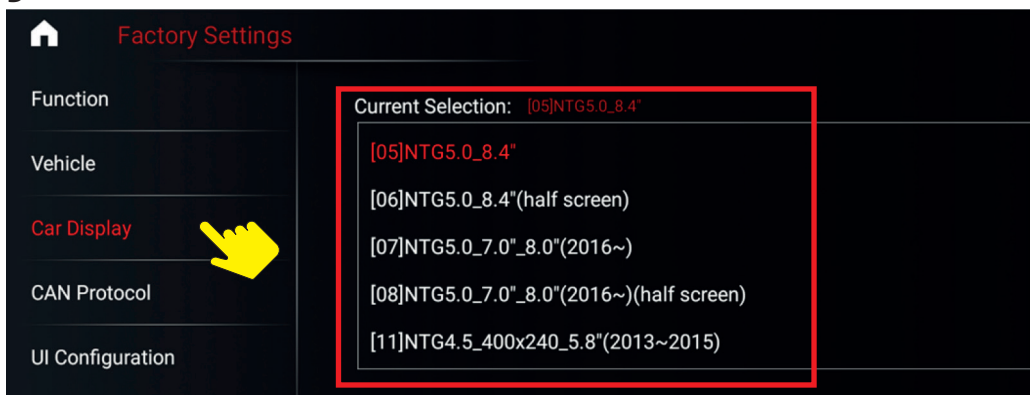 Factory Settings
Function
Vehicle
Car Display
CAN Protocol
UI Configuration
Current Selection: [05]NTG5.0_8.4"
[05]NTG5.0_8.4"
[06]NTG5.0_8.4"(half screen)
[07]NTG5.0_7.0"_8.0"(2016~)
[08]NTG5.0_7.0"_8.0"(2016~)(half screen)
[11]NTG4.5_400x240_5.8"(2013~2015)